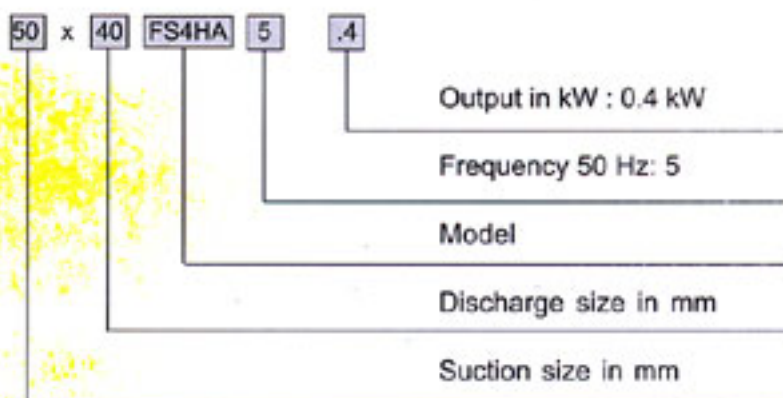 50 x 40 FS4HA 5 .4
Output in kW : 0.4 kW
Frequency 50 Hz: 5
Model
Discharge size in mm
Suction size in mm